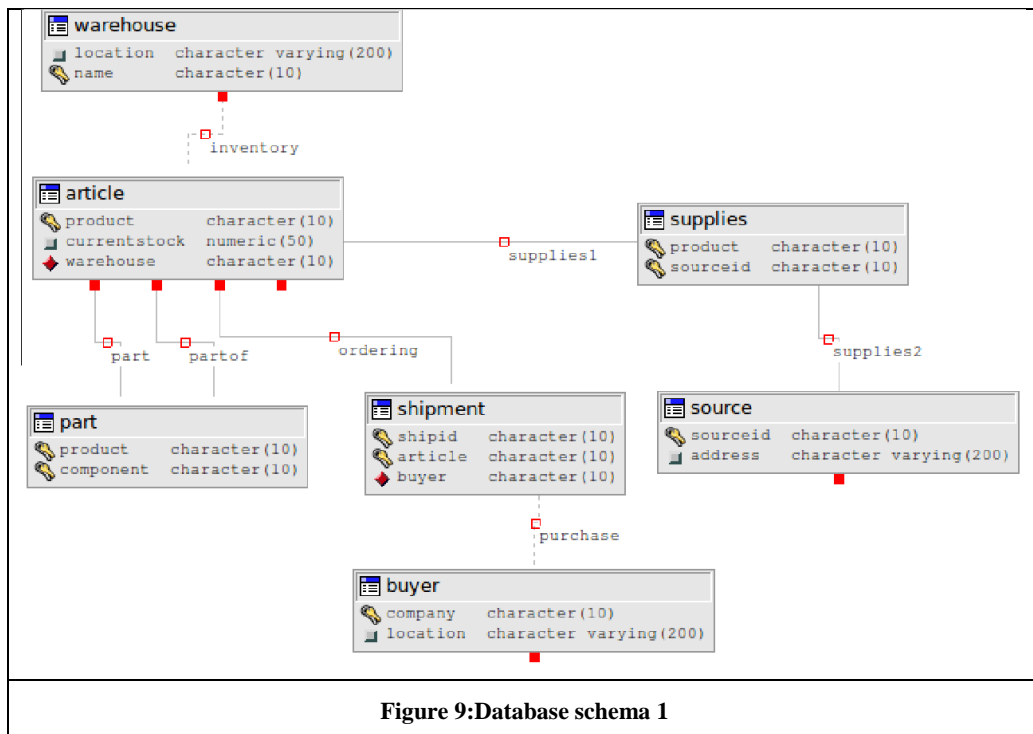 warehouse
location character varying(200)
name character(10)
inventory
article
product character(10)
currentstock numeric(50)
warehouse character(10)
supplies
product character(10)
sourceid character(10)
supplies1
part
partof
ordering
supplies2
part
product character(10)
component character(10)
shipment
shipid character(10)
article character(10)
buyer character(10)
source
sourceid character(10)
address character varying(200)
purchase
buyer
company character(10)
location character varying(200)
Figure 9:Database schema 1